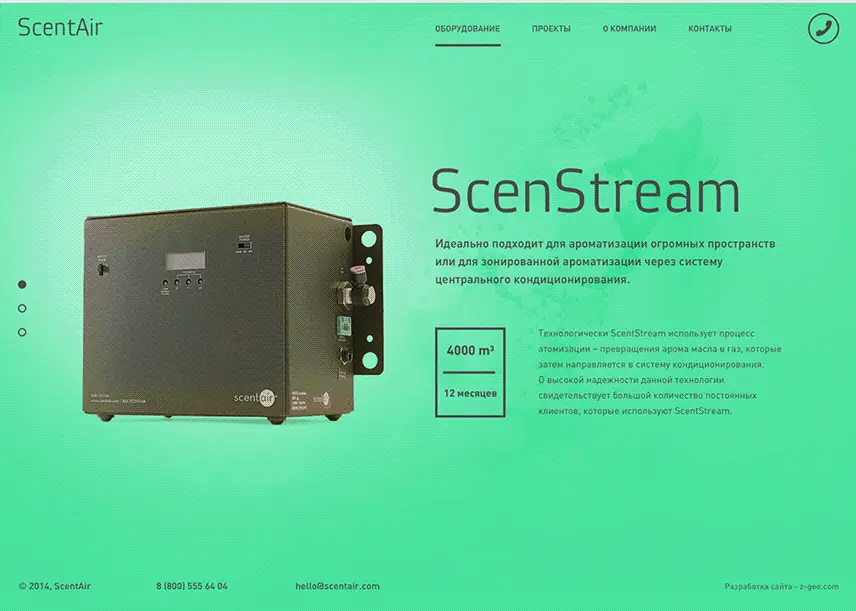 ScentAir
ОБОРУДОВАНИЕ
ПРОЕКТЫ
О КОМПАНИИ
КОНТАКТЫ
ScenStream
Идеально подходит для ароматизации огромных пространств
или для зонированной ароматизации через систему
центрального кондиционирования.
4000 m³
12 месяцев
Технологически ScentStream использует процесс
атомизации – превращения арома масла в газ, которые
затем направляется в систему кондиционирования.
О высокой надежности данной технологии
свидетельствует большой количество постоянных
клиентов, которые используют ScentStream.
scentair
© 2014, ScentAir
8 (800) 555 64 04
hello@scentair.com
Разработка сайта - z-geo.com